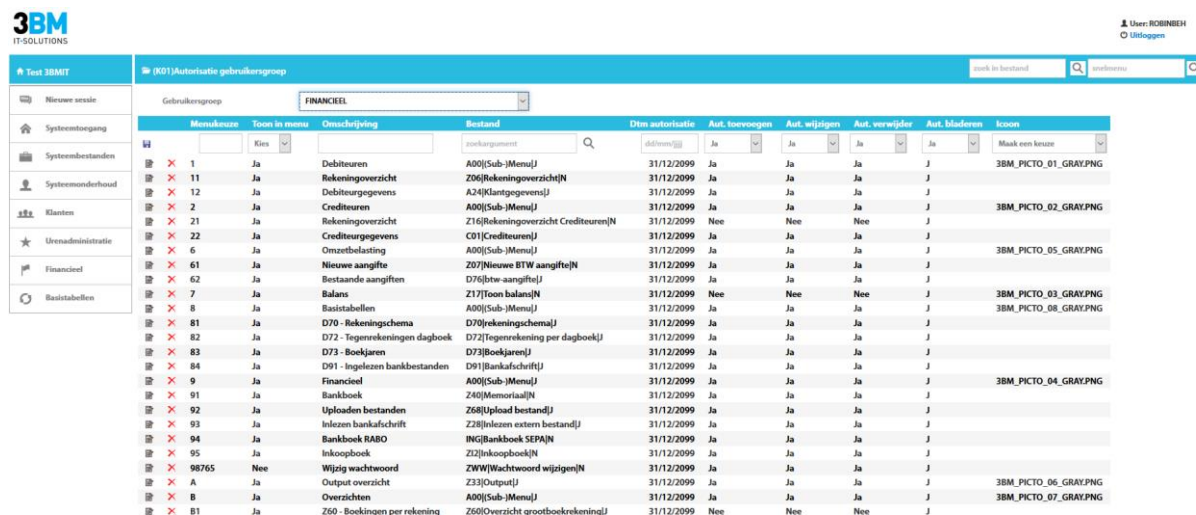 3BM
IT-SOLUTIONS
User: ROBINBEH
Uitloggen
Test 3BMIT
(K01)Autorisatie gebruikersgroep
zoek in bestand
snelmenu
Nieuwe sessie
Systeemtoegang
Systeembestanden
Systeemonderhoud
Klanten
Urenadministratie
Financieel
Basistabellen
Gebruikersgroep FINANCIEEL
Menukeuze Toon in menu Omschrijving Bestand Dtm autorisatie Aut. toevoegen Aut. wijzigen Aut. verwijder Aut. bladeren Icoon
Kies zoekargument dd/mm/jjjj Ja Ja Ja Ja Maak een keuze
1 Ja Debiteuren A00|(Sub-)Menu|J 31/12/2099 Ja Ja Ja J 3BM_PICTO_01_GRAY.PNG
11 Ja Rekeningoverzicht Z06|Rekeningoverzicht|N 31/12/2099 Ja Ja Ja J
12 Ja Debiteurgegevens A24|Klantgegevens|J 31/12/2099 Ja Ja Ja J
2 Ja Crediteuren A00|(Sub-)Menu|J 31/12/2099 Ja Ja Ja J 3BM_PICTO_02_GRAY.PNG
21 Ja Rekeningoverzicht Z16|Rekeningoverzicht Crediteuren|N 31/12/2099 Nee Nee Nee J
22 Ja Crediteurgegevens C01|Crediteuren|J 31/12/2099 Ja Ja Ja J
6 Ja Omzetbelasting A00|(Sub-)Menu|J 31/12/2099 Ja Ja Ja J 3BM_PICTO_05_GRAY.PNG
61 Ja Nieuwe aangifte Z07|Nieuwe BTW aangifte|N 31/12/2099 Ja Ja Ja J
62 Ja Bestaande aangiften D76|btw-aangifte|J 31/12/2099 Ja Ja Ja J
7 Ja Balans Z17|Toon balans|N 31/12/2099 Nee Nee Nee J 3BM_PICTO_03_GRAY.PNG
8 Ja Basistabellen A00|(Sub-)Menu|J 31/12/2099 Ja Ja Ja J 3BM_PICTO_08_GRAY.PNG
81 Ja D70 - Rekeningschema D70|rekeningschema|J 31/12/2099 Ja Ja Ja J
82 Ja D72 - Tegenrekeningen dagboek D72|Tegenrekening per dagboek|J 31/12/2099 Ja Ja Ja J
83 Ja D73 - Boekjaren D73|Boekjaren|J 31/12/2099 Ja Ja Ja J
84 Ja D91 - Ingelezen bankbestanden D91|Bankafschrift|J 31/12/2099 Ja Ja Ja J
9 Ja Financieel A00|(Sub-)Menu|J 31/12/2099 Ja Ja Ja J 3BM_PICTO_04_GRAY.PNG
91 Ja Bankboek Z40|Memoriaal|N 31/12/2099 Ja Ja Ja J
92 Ja Uploaden bestanden Z68|Upload bestand|J 31/12/2099 Ja Ja Ja J
93 Ja Inlezen bankafschrift Z28|Inlezen extern bestand|J 31/12/2099 Ja Ja Ja J
94 Ja Bankboek RABO ING|Bankboek SEPA|N 31/12/2099 Ja Ja Ja J
95 Ja Inkoopboek ZI2|Inkoopboek|N 31/12/2099 Ja Ja Ja J
98765 Nee Wijzig wachtwoord ZWW|Wachtwoord wijzigen|N 31/12/2099 Ja Ja Ja J
A Ja Output overzicht Z33|Output|J 31/12/2099 Ja Ja Ja J 3BM_PICTO_06_GRAY.PNG
B Ja Overzichten A00|(Sub-)Menu|J 31/12/2099 Ja Ja Ja J 3BM_PICTO_07_GRAY.PNG
B1 Ja Z60 - Boekingen per rekening Z60|Overzicht grootboekrekening|J 31/12/2099 Nee Nee Nee J